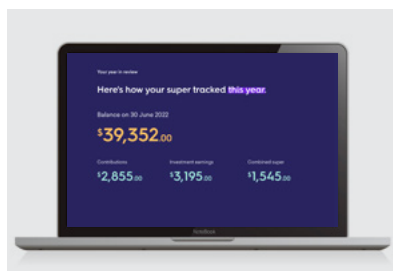 Your year in review
Here's how your super tracked this year.
Balance on 30 June 2022
$39,352.00
Contributions Investment earnings Combined super
$2,855.00 $3,195.00 $1,545.00
MacBook